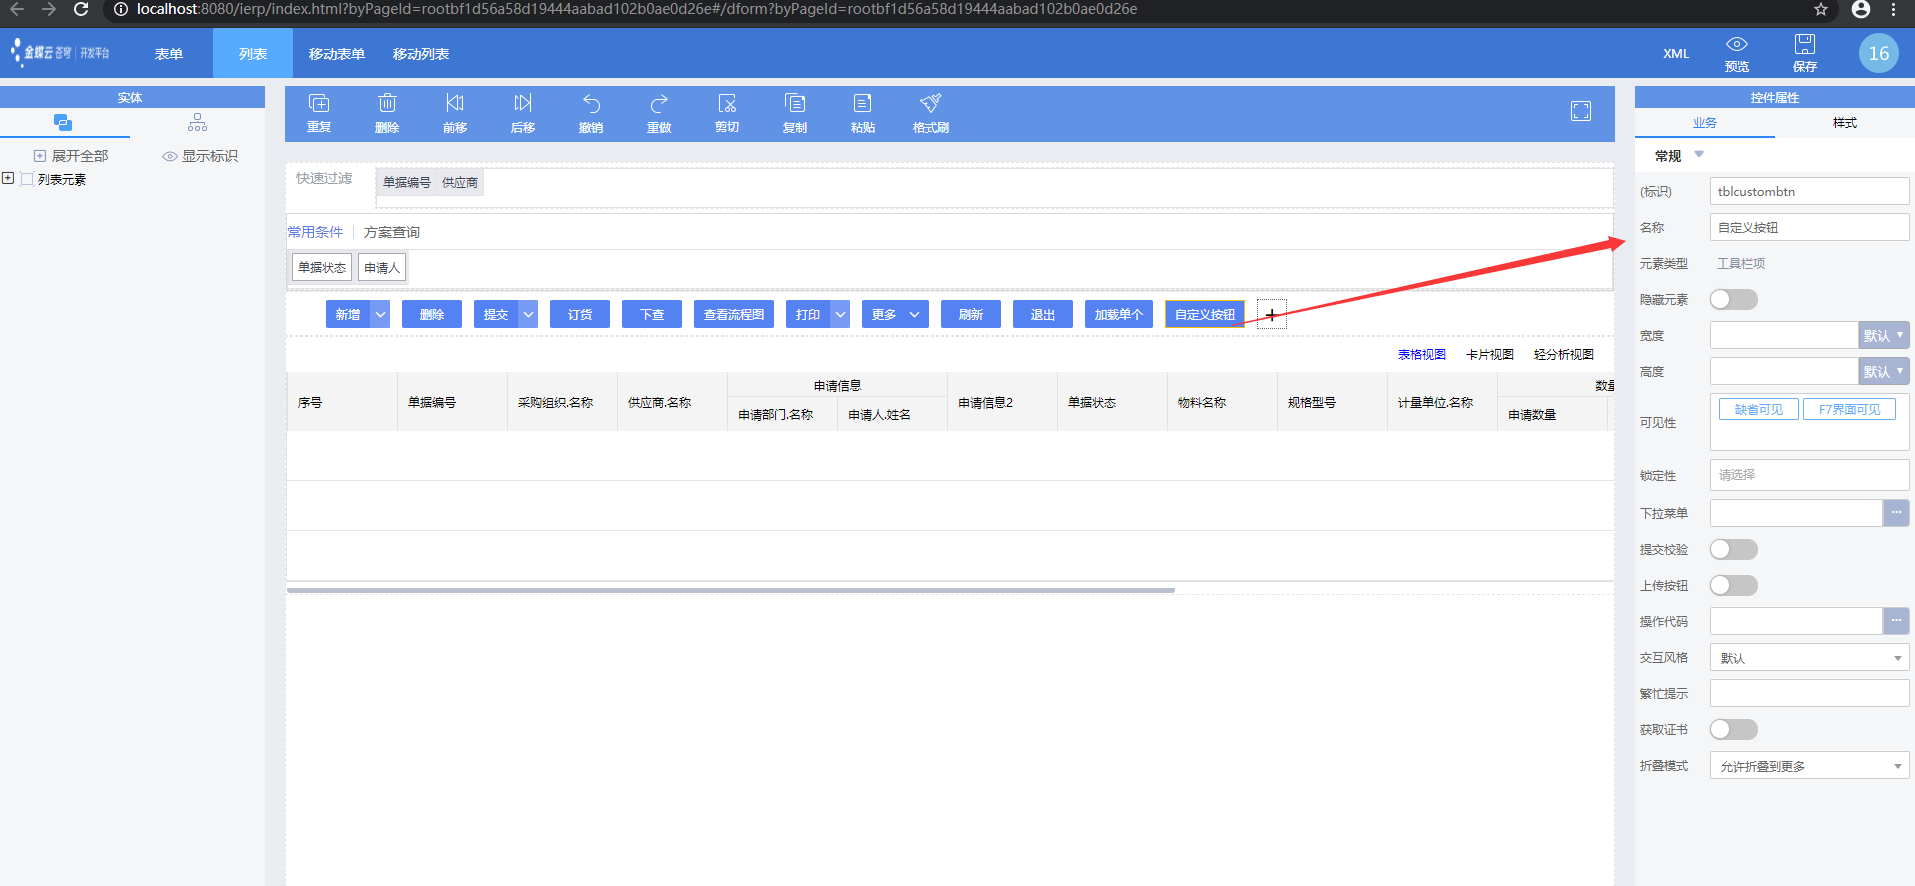 localhost:8080/ierp/index.html?byPageId=rootbf1d56a58d19444aabad102b0ae0d26e#/dform?byPageId=rootbf1d56a58d19444aabad102b0ae0d26e
金蝶云 苍穹 | 开发平台 表单 列表 移动表单 移动列表 XML 预览 保存 16
实体
展开全部 显示标识
列表元素
重复 删除 前移 后移 撤销 重做 剪切 复制 粘贴 格式刷
快速过滤 单据编号 供应商
常用条件 方案查询
单据状态 申请人
新增 删除 提交 订货 下查 查看流程图 打印 更多 刷新 退出 加载单个 自定义按钮 +
表格视图 卡片视图 轻分析视图
申请信息
序号 单据编号 采购组织.名称 供应商.名称 申请部门.名称 申请人.姓名 申请信息2 单据状态 物料名称 规格型号 计量单位.名称 申请数量
控件属性
业务 样式
常规
(标识) tblcustombtn
名称 自定义按钮
元素类型 工具栏项
隐藏元素
宽度 默认
高度 默认
可见性 缺省可见 F7界面可见
锁定性 请选择
下拉菜单 ...
提交校验
上传按钮
操作代码 ...
交互风格 默认
繁忙提示
获取证书
折叠模式 允许折叠到更多